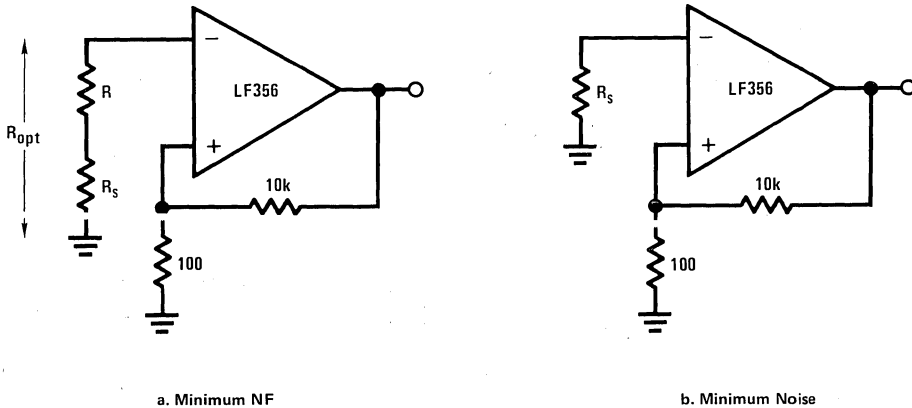 R_opt
R
R_s
−
+
LF356
10k
100
a. Minimum NF
R_s
−
+
LF356
10k
100
b. Minimum Noise